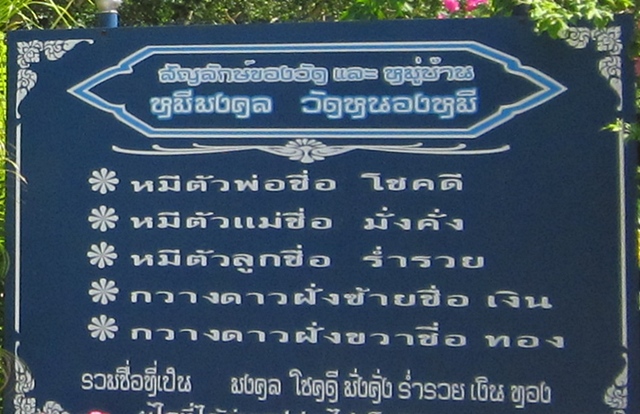 สัญลักษ์ของวัด และ หมู่บ้าน
หมีมงคล วัดหนองหมี
หมีตัวพ่อชื่อ โชคดี
หมีตัวแม่ชื่อ มั่งคั่ง
หมีตัวลูกชื่อ ร่ำรวย
กวางดาวฝั่งซ้ายชื่อ เงิน
กวางดาวฝั่งขวาชื่อ ทอง
รวมชื่อที่เป็น มงคล โชคดี มั่งคั่ง ร่ำรวย เงิน ทอง